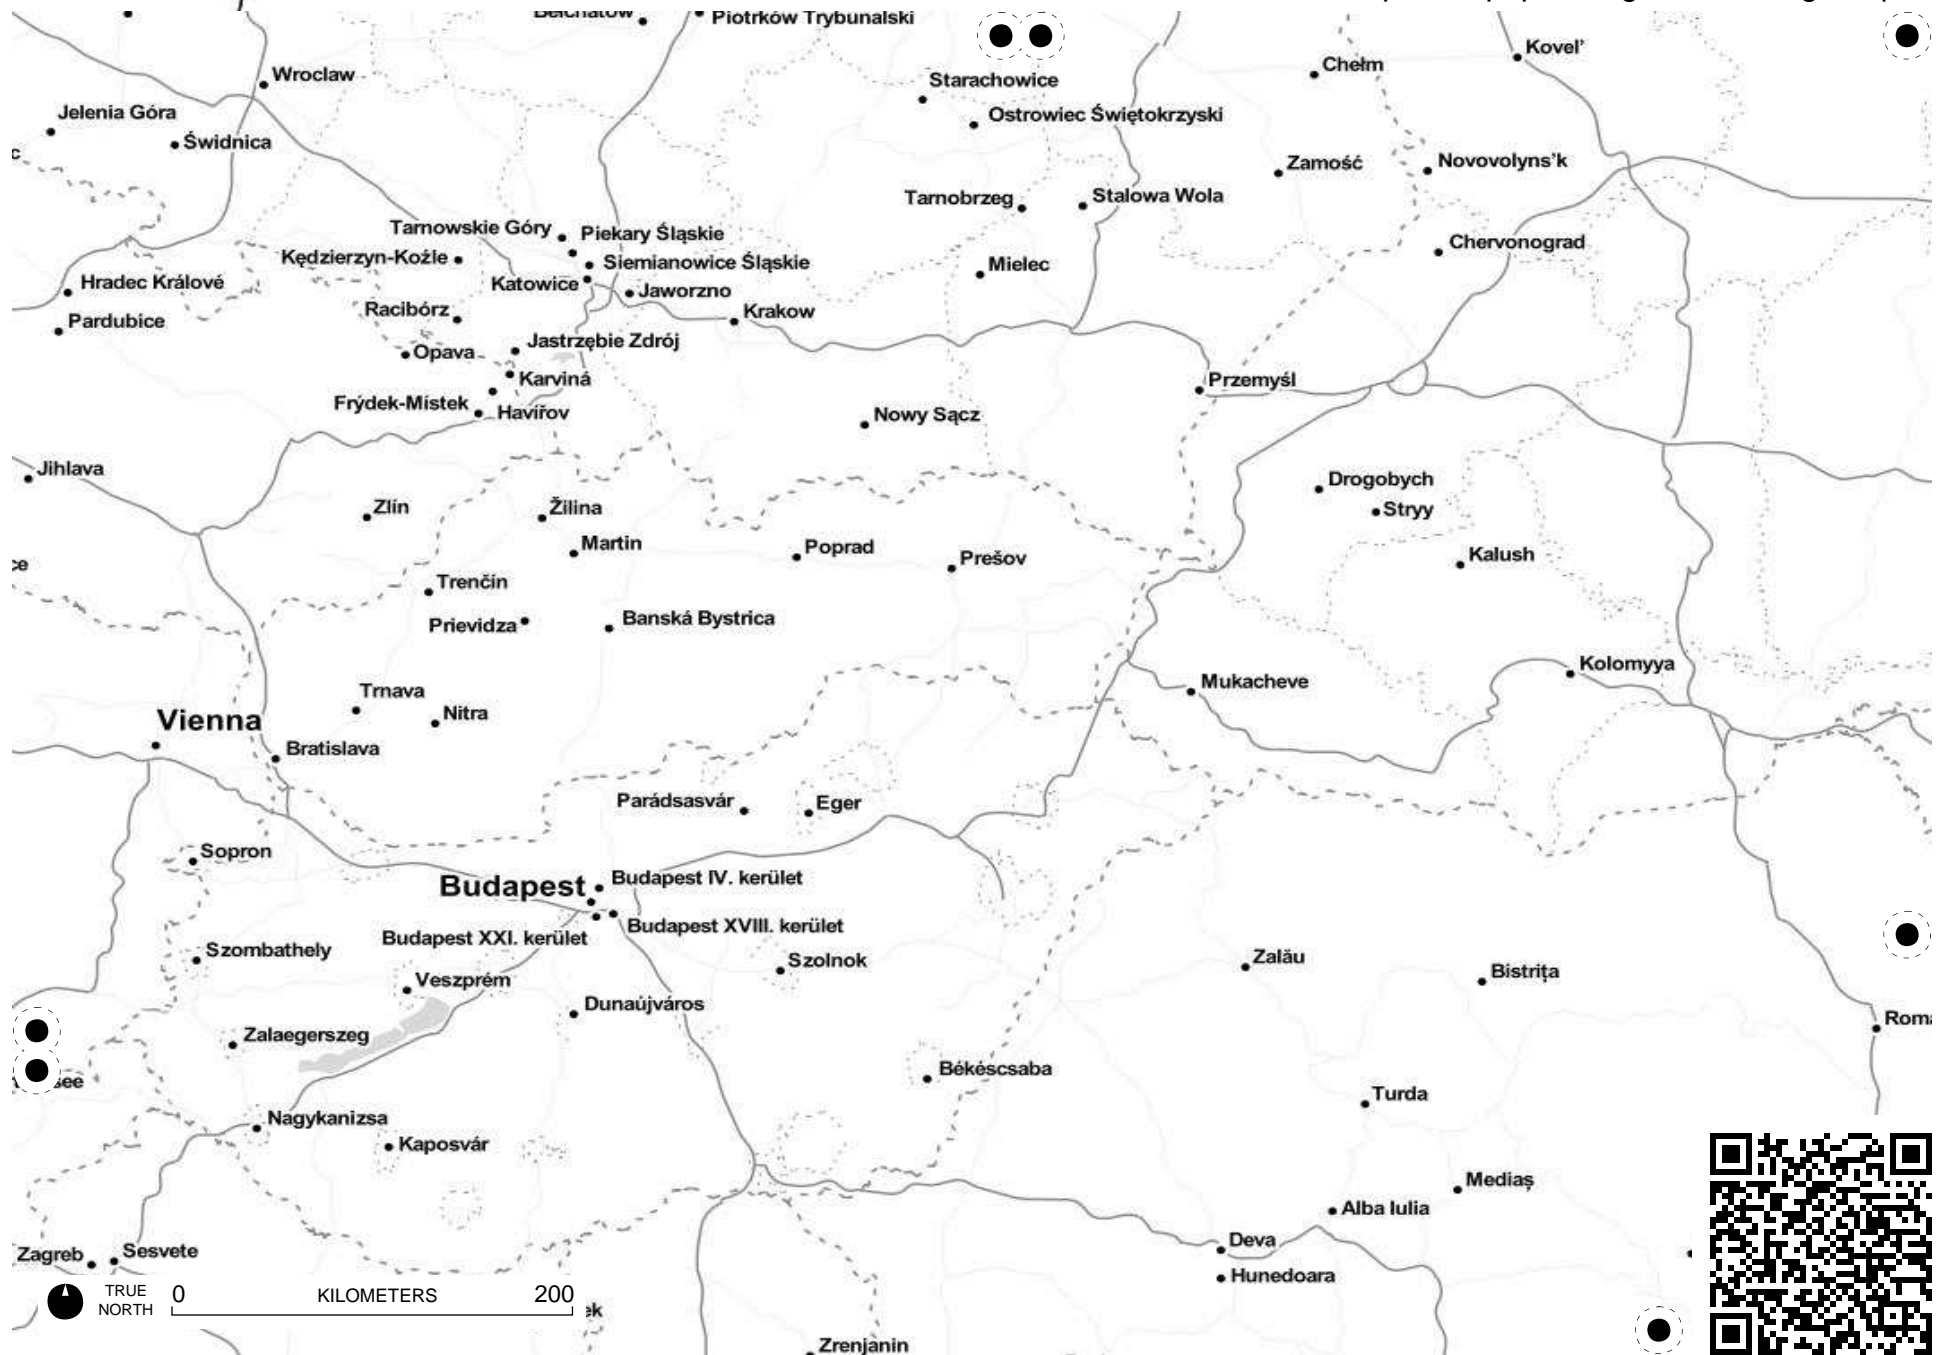 Piotrków Trybunalski
Kovel’
Chełm
Wroclaw
Starachowice
Jelenia Góra
Ostrowiec Świętokrzyski
Świdnica
Zamość
Novovolyns’k
Tarnobrzeg
Stalowa Wola
Tarnowskie Góry
Piekary Śląskie
Chervonograd
Kędzierzyn-Koźle
Siemianowice Śląskie
Mielec
Hradec Králové
Katowice
Jaworzno
Racibórz
Krakow
Pardubice
Jastrzębie Zdrój
Opava
Karviná
Przemyśl
Frýdek-Místek
Havířov
Nowy Sącz
Jihlava
Drogobych
Zlín
Žilina
Stryy
Martin
Poprad
Prešov
Kalush
Trenčín
Prievidza
Banská Bystrica
Kolomyya
Mukacheve
Trnava
Nitra
Vienna
Bratislava
Parádsasvár
Eger
Sopron
Budapest
Budapest IV. kerület
Budapest XVIII. kerület
Budapest XXI. kerület
Szombathely
Szolnok
Zalău
Bistrița
Veszprém
Dunaújváros
Zalaegerszeg
Békéscsaba
Turda
Nagykanizsa
Kaposvár
Mediaș
Alba Iulia
Deva
Zagreb
Sesvete
Hunedoara
TRUE
NORTH
0 KILOMETERS 200
Zrenjanin